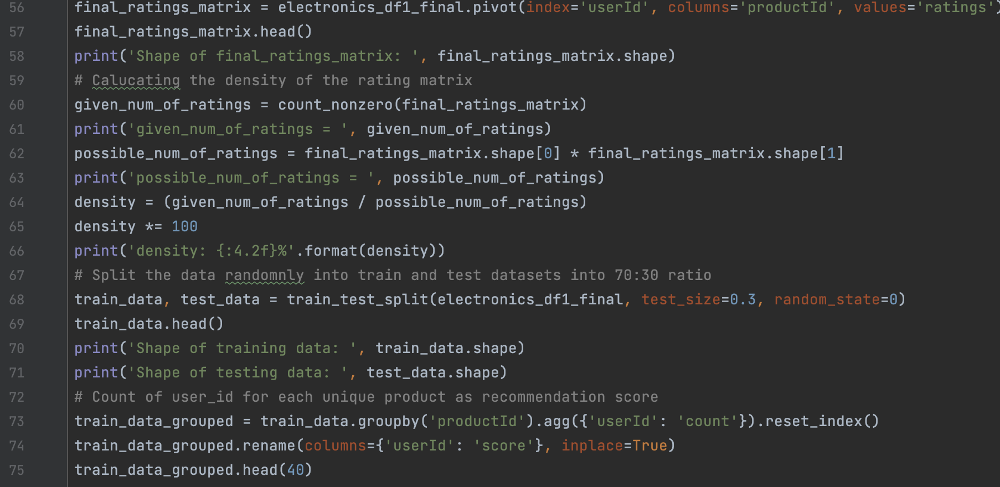 56 final_ratings_matrix = electronics_df1_final.pivot(index='userId', columns='productId', values='ratings')
57 final_ratings_matrix.head()
58 print('Shape of final_ratings_matrix: ', final_ratings_matrix.shape)
59 # Calucating the density of the rating matrix
60 given_num_of_ratings = count_nonzero(final_ratings_matrix)
61 print('given_num_of_ratings = ', given_num_of_ratings)
62 possible_num_of_ratings = final_ratings_matrix.shape[0] * final_ratings_matrix.shape[1]
63 print('possible_num_of_ratings = ', possible_num_of_ratings)
64 density = (given_num_of_ratings / possible_num_of_ratings)
65 density *= 100
66 print('density: {:4.2f}%'.format(density))
67 # Split the data randomnly into train and test datasets into 70:30 ratio
68 train_data, test_data = train_test_split(electronics_df1_final, test_size=0.3, random_state=0)
69 train_data.head()
70 print('Shape of training data: ', train_data.shape)
71 print('Shape of testing data: ', test_data.shape)
72 # Count of user_id for each unique product as recommendation score
73 train_data_grouped = train_data.groupby('productId').agg({'userId': 'count'}).reset_index()
74 train_data_grouped.rename(columns={'userId': 'score'}, inplace=True)
75 train_data_grouped.head(40)